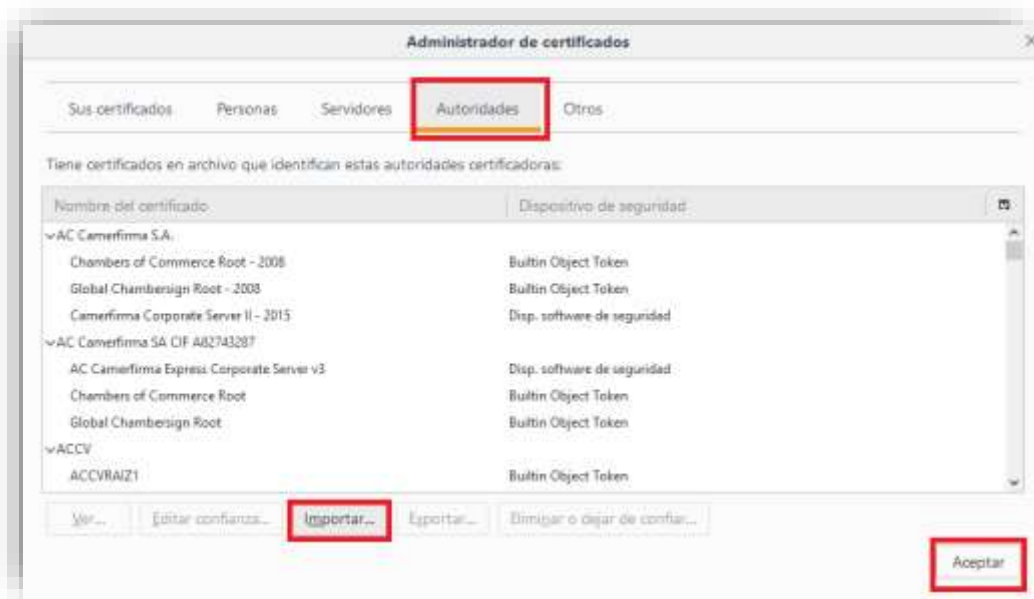 Administrador de certificados
Sus certificados Personas Servidores Autoridades Otros
Tiene certificados en archivo que identifican estas autoridades certificadoras:
Nombre del certificado Dispositivo de seguridad
AC Camerfirma S.A.
Chambers of Commerce Root - 2008 Builtin Object Token
Global Chambersign Root - 2008 Builtin Object Token
Camerfirma Corporate Server II - 2015 Disp. software de seguridad
AC Camerfirma SA CIF A82743287
AC Camerfirma Express Corporate Server v3 Disp. software de seguridad
Chambers of Commerce Root Builtin Object Token
Global Chambersign Root Builtin Object Token
ACCV
ACCVRAIZ1 Builtin Object Token
Ver... Editar confianza... Importar... Exportar... Eliminar o dejar de confiar...
Aceptar